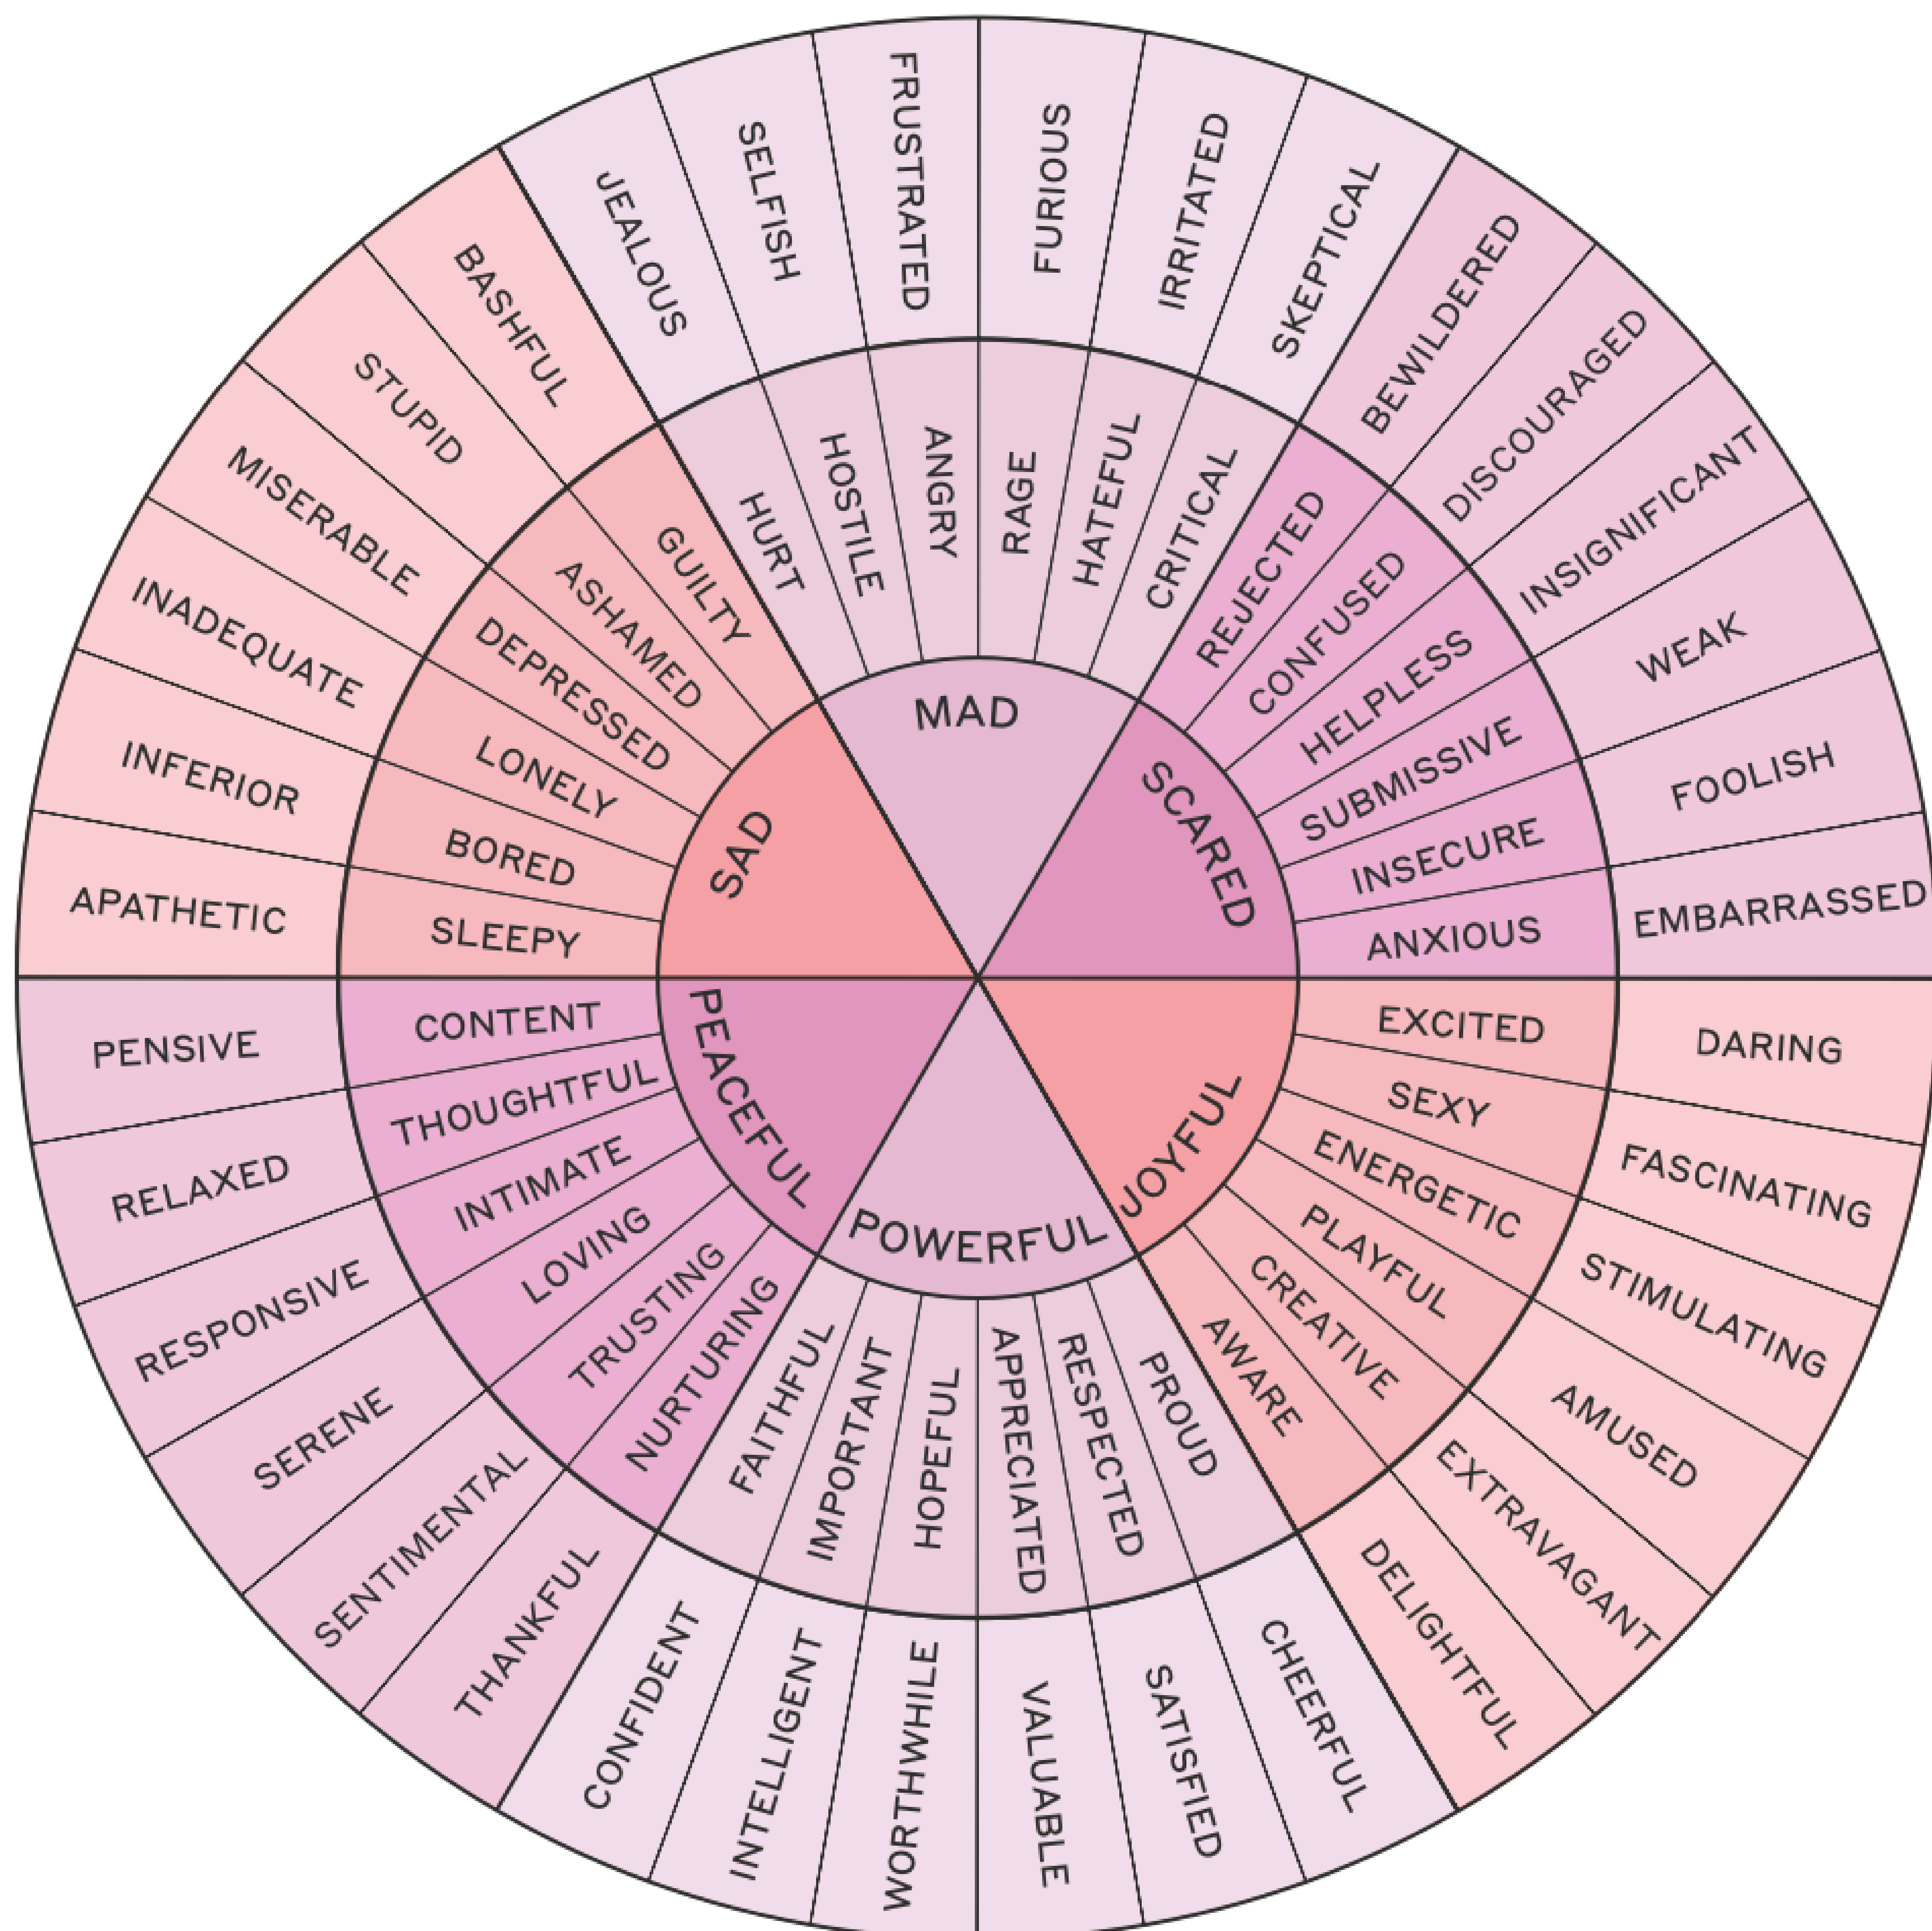 MAD
HURT
HOSTILE
ANGRY
RAGE
HATEFUL
CRITICAL
JEALOUS
SELFISH
FRUSTRATED
FURIOUS
IRRITATED
SKEPTICAL
SCARED
REJECTED
CONFUSED
HELPLESS
SUBMISSIVE
INSECURE
ANXIOUS
BEWILDERED
DISCOURAGED
INSIGNIFICANT
WEAK
FOOLISH
EMBARRASSED
JOYFUL
EXCITED
SEXY
ENERGETIC
PLAYFUL
CREATIVE
AWARE
DARING
FASCINATING
STIMULATING
AMUSED
EXTRAVAGANT
DELIGHTFUL
POWERFUL
PROUD
RESPECTED
APPRECIATED
HOPEFUL
IMPORTANT
FAITHFUL
CHEERFUL
SATISFIED
VALUABLE
WORTHWHILE
INTELLIGENT
CONFIDENT
PEACEFUL
NURTURING
TRUSTING
LOVING
INTIMATE
THOUGHTFUL
CONTENT
THANKFUL
SENTIMENTAL
SERENE
RESPONSIVE
RELAXED
PENSIVE
SAD
SLEEPY
BORED
LONELY
DEPRESSED
ASHAMED
GUILTY
APATHETIC
INFERIOR
INADEQUATE
MISERABLE
STUPID
BASHFUL